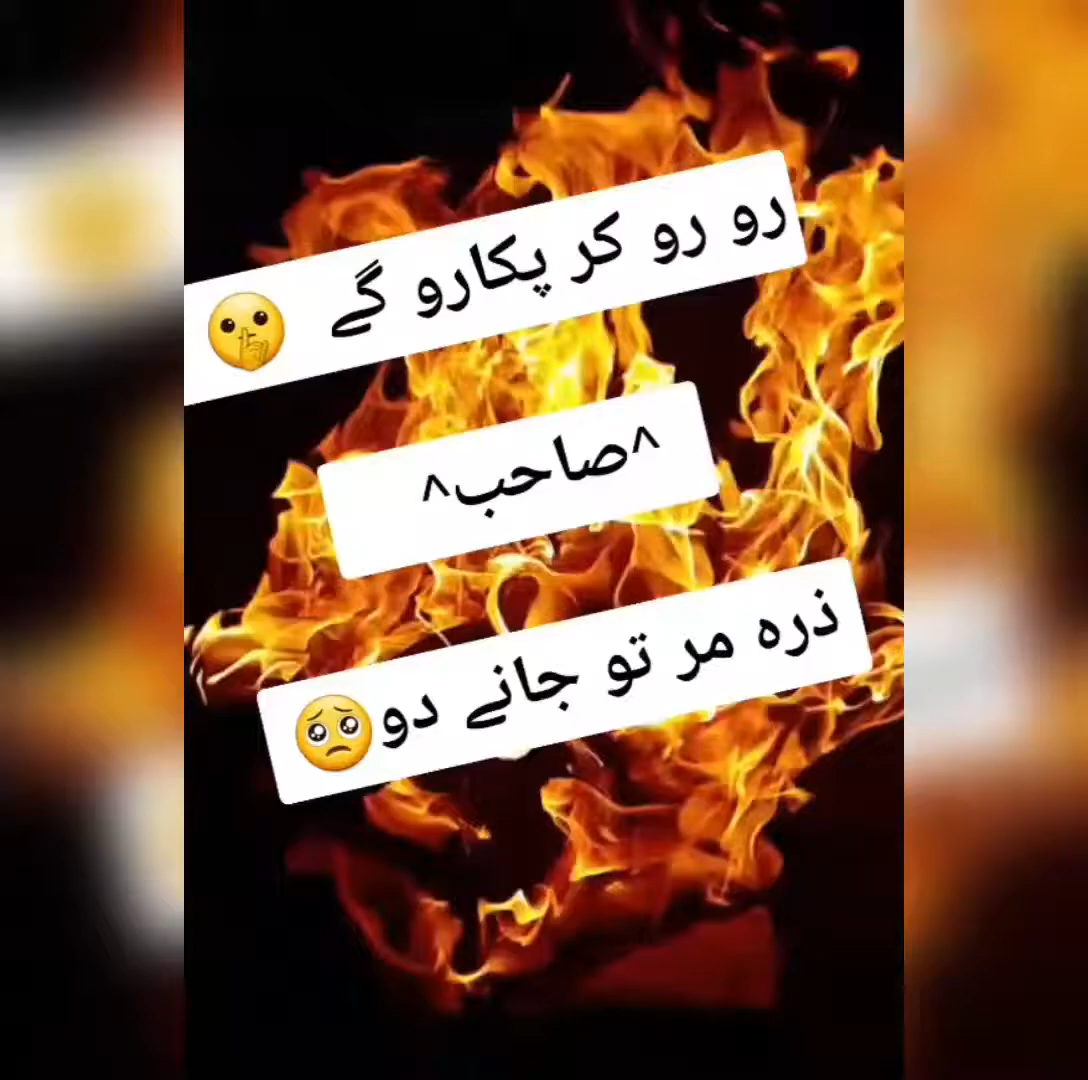 رو رو کر پکارو گے 🤫
^صاحب^
ذرہ مر تو جانے دو🥺